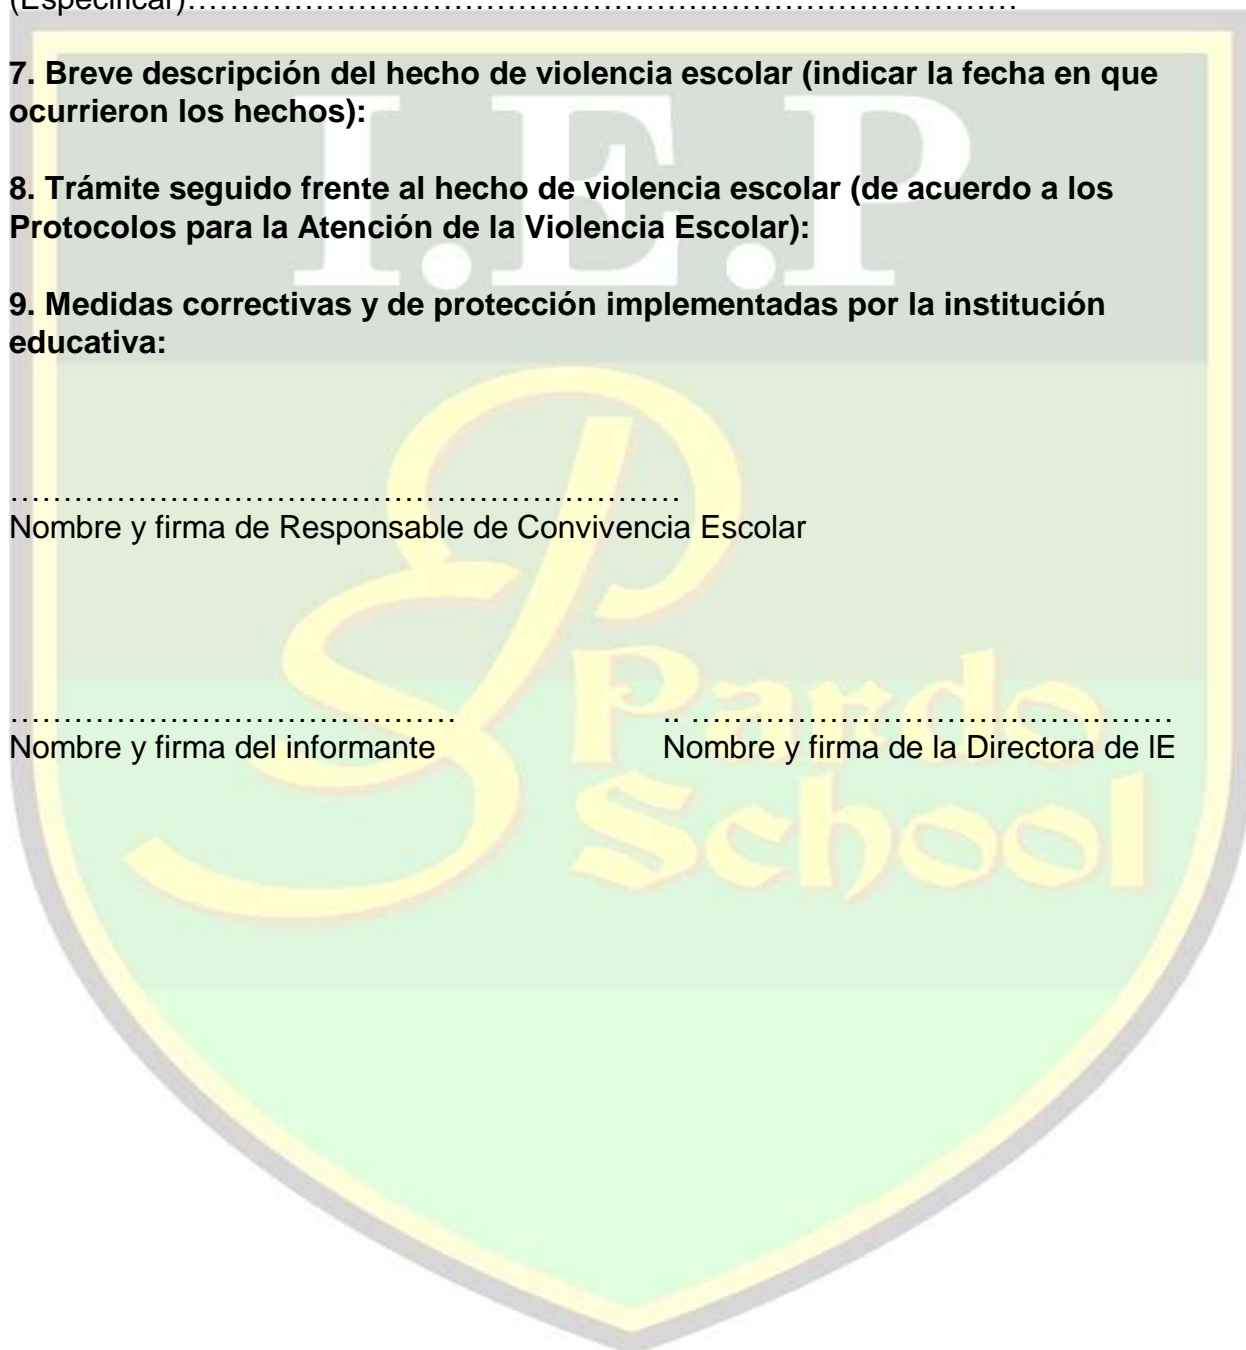 (Especificar)……………………………………………………………………
7. Breve descripción del hecho de violencia escolar (indicar la fecha en que
ocurrieron los hechos):
8. Trámite seguido frente al hecho de violencia escolar (de acuerdo a los
Protocolos para la Atención de la Violencia Escolar):
9. Medidas correctivas y de protección implementadas por la institución
educativa:
………………………………………………………
Nombre y firma de Responsable de Convivencia Escolar
…………………………………… .. …………………………..……..……
Nombre y firma del informante Nombre y firma de la Directora de IE
I.E.P
Pardo
School